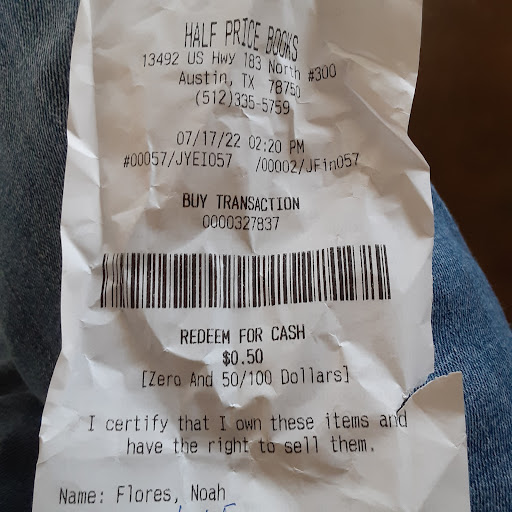 HALF PRICE BOOKS
13492 US Hwy 183 North #300
Austin, TX 78750
(512)335-5759
07/17/22 02:20 PM
#00057/JYEI057 /00002/JFin057
BUY TRANSACTION
0000327837
REDEEM FOR CASH
$0.50
[Zero And 50/100 Dollars]
I certify that I own these items and
have the right to sell them.
Name: Flores, Noah